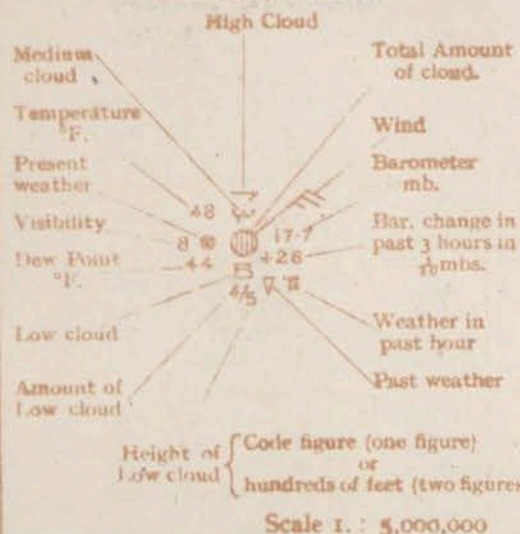 High Cloud
Medium
cloud
Total Amount
of cloud.
Temperature
°F.
Wind
Present
weather
Barometer
mb.
48
Visibility
8
17·7
Bar. change in
past 3 hours in
1/10 mbs.
Dew Point
°F.
44
+28
4/5
Low cloud
Weather in
past hour
Amount of
Low cloud
Past weather
Height of
Low cloud
Code figure (one figure)
or
hundreds of feet (two figures
Scale 1. : 5,000,000